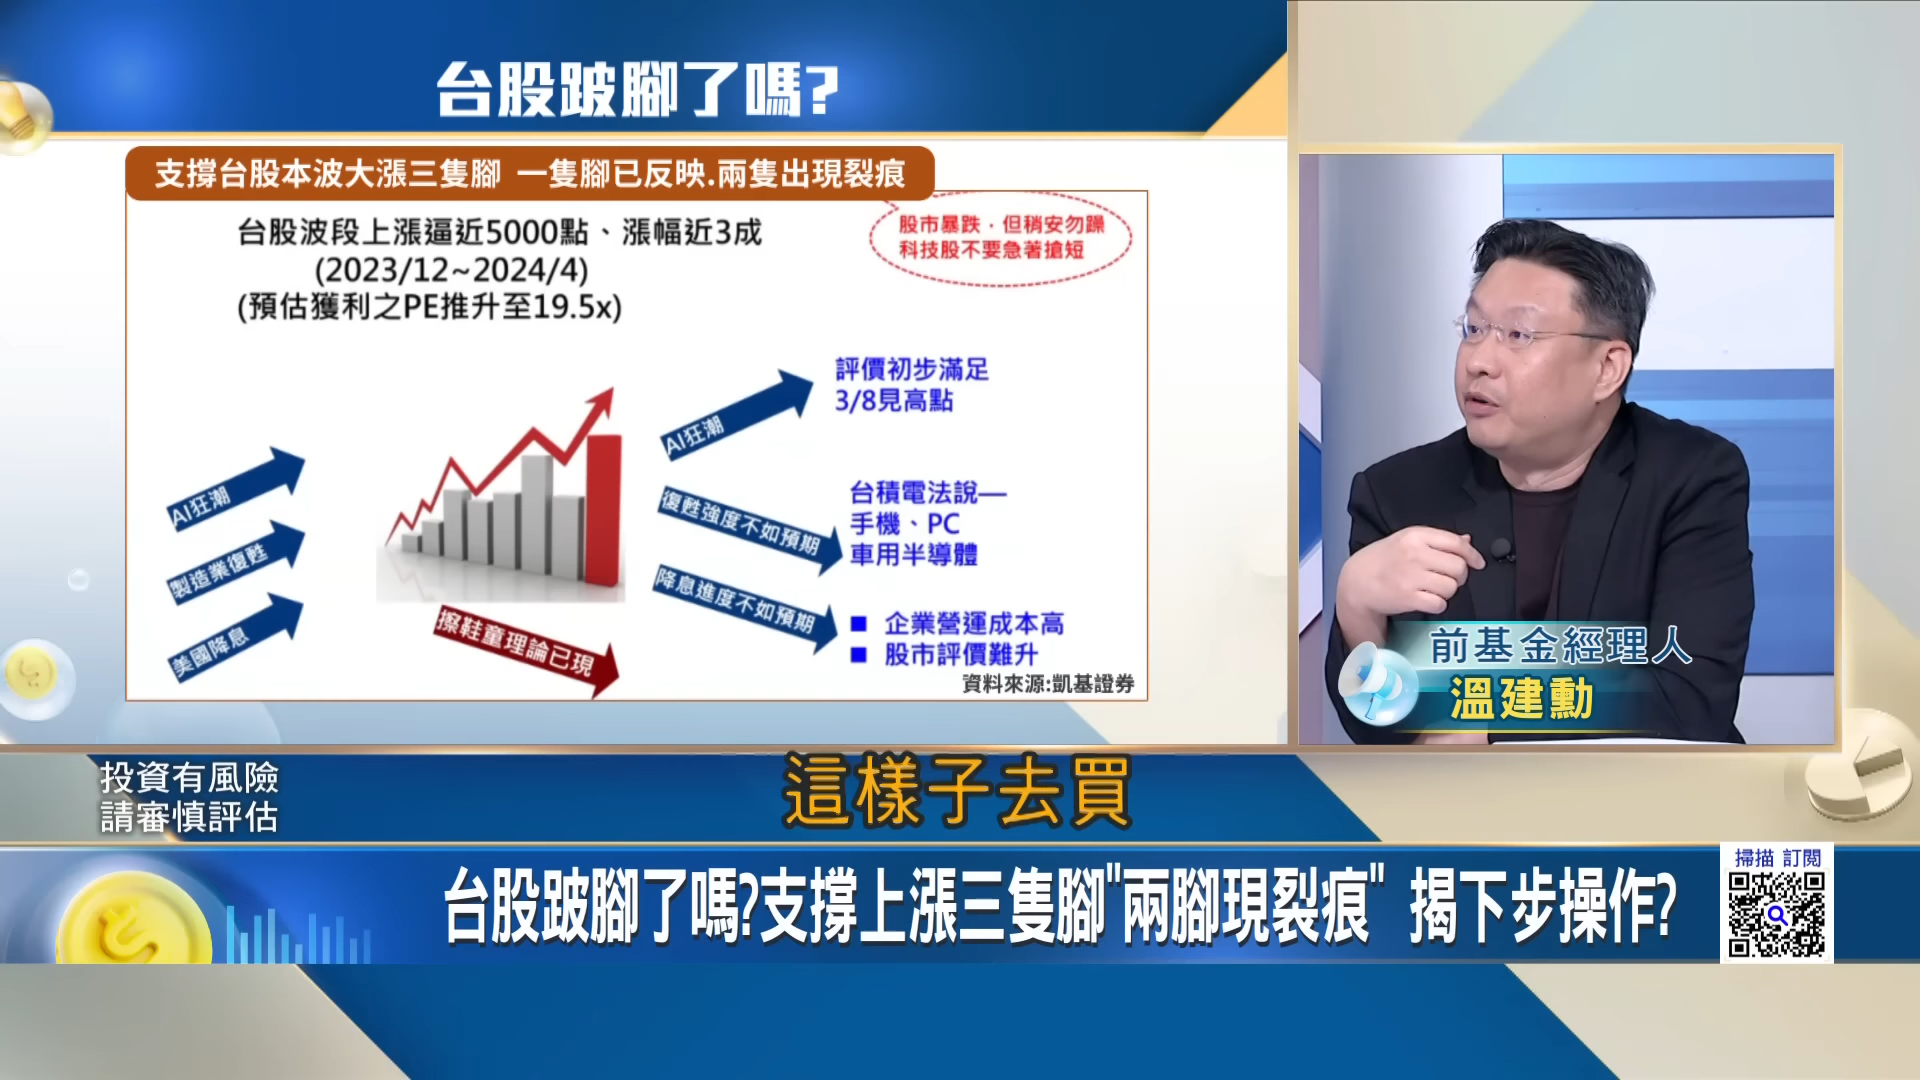 台股跛腳了嗎?
支撐台股本波大漲三隻腳 一隻腳已反映.兩隻出現裂痕
台股波段上漲逼近5000點、漲幅近3成
(2023/12~2024/4)
(預估獲利之PE推升至19.5x)
股市暴跌．但稍安勿躁
科技股不要急著搶短
AI狂潮
製造業復甦
美國降息
擦鞋童理論已現
AI狂潮
評價初步滿足
3/8見高點
復甦強度不如預期
台積電法說—
手機、PC
車用半導體
降息進度不如預期
■ 企業營運成本高
■ 股市評價難升
資料來源:凱基證券
前基金經理人
溫建勳
投資有風險
請審慎評估
這樣子去買
台股跛腳了嗎?支撐上漲三隻腳"兩腳現裂痕" 揭下步操作?
掃描 訂閱